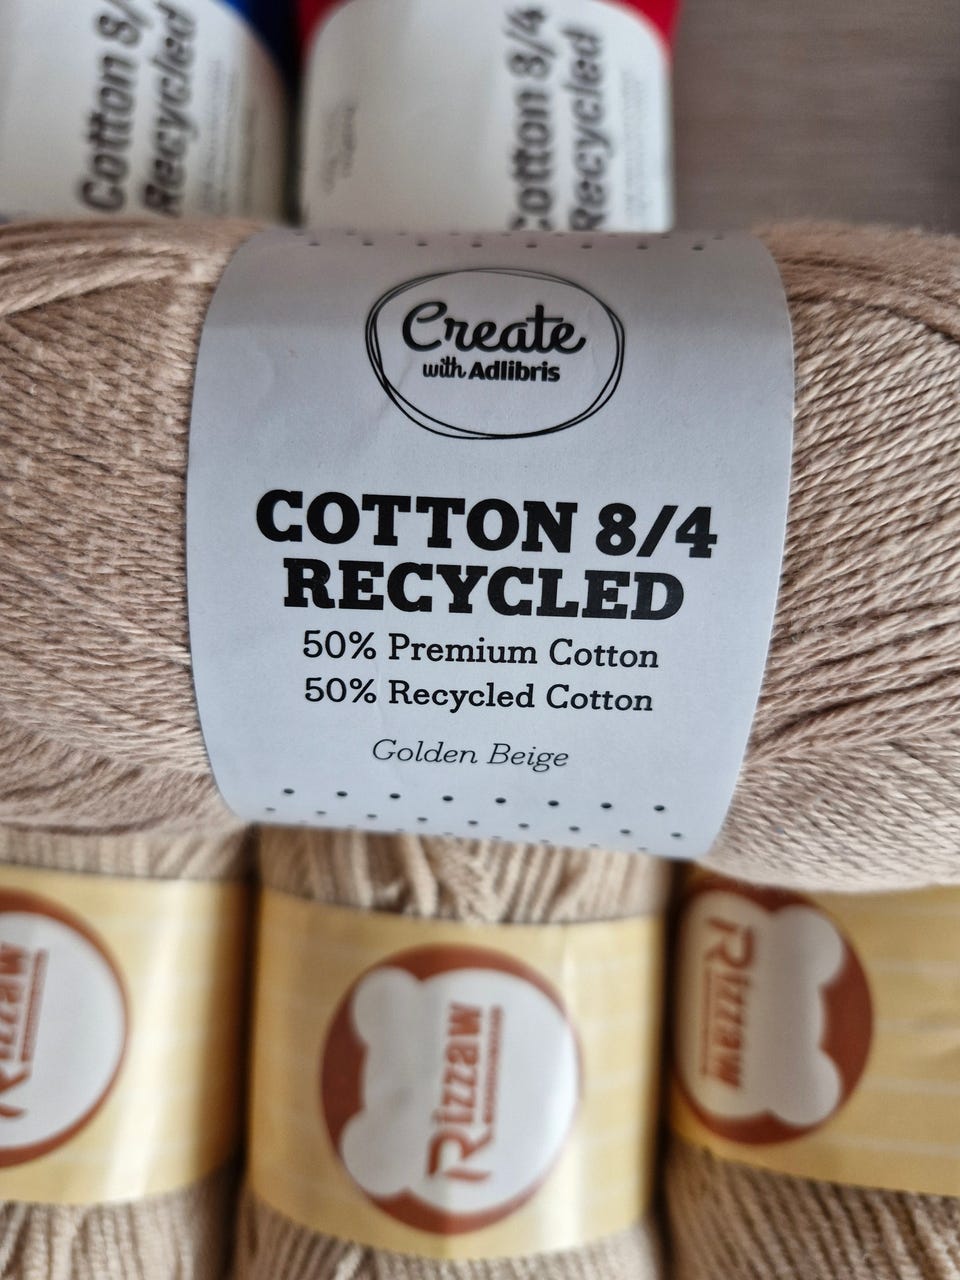 Cotton 8/4
Recycled
Cotton 8/4
Recycled
Create
with Adlibris
COTTON 8/4
RECYCLED
50% Premium Cotton
50% Recycled Cotton
Golden Beige
Rizzaw
Rizzaw
Rizzaw